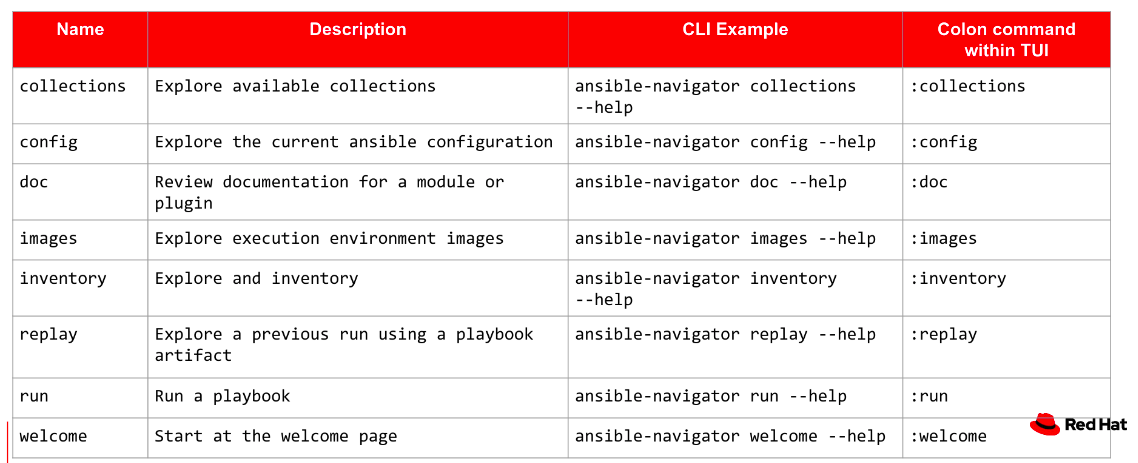 Name Description CLI Example Colon command
within TUI
collections Explore available collections ansible-navigator collections :collections
--help
config Explore the current ansible configuration ansible-navigator config --help :config
doc Review documentation for a module or ansible-navigator doc --help :doc
plugin
images Explore execution environment images ansible-navigator images --help :images
inventory Explore and inventory ansible-navigator inventory :inventory
--help
replay Explore a previous run using a playbook ansible-navigator replay --help :replay
artifact
run Run a playbook ansible-navigator run --help :run
welcome Start at the welcome page ansible-navigator welcome --help :welcome
Red Hat